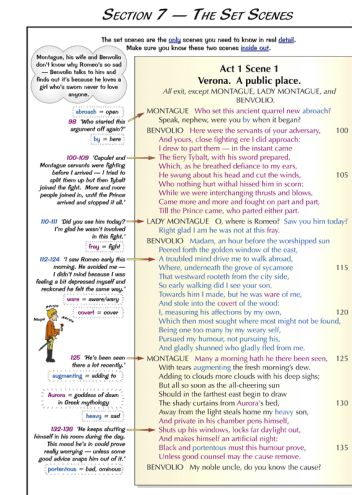 SECTION 7 — THE SET SCENES
The set scenes are the only scenes you need to know in real detail.
Make sure you know these two scenes inside out.
Montague, his wife and Benvolio
don't know why Romeo's so sad
— Benvolio talks to him and
finds out it's because he loves a
girl who's sworn never to love
anyone.
Act 1 Scene 1
Verona. A public place.
All exit, except MONTAGUE, LADY MONTAGUE, and
BENVOLIO.
abroach = open
98 'Who started this
argument off again?'
by = here
MONTAGUE Who set this ancient quarrel new abroach?
Speak, nephew, were you by when it began?
BENVOLIO Here were the servants of your adversary, 100
And yours, close fighting ere I did approach:
I drew to part them — in the instant came
100-109 'Capulet and
Montague servants were fighting
before I arrived — I tried to
split them up but then Tybalt
joined the fight. More and more
people joined in, until the Prince
arrived and stopped it all.'
The fiery Tybalt, with his sword prepared.
Which, as he breathed defiance to my ears,
He swung about his head and cut the winds, 105
Who nothing hurt withal hissed him in scorn:
While we were interchanging thrusts and blows,
Came more and more and fought on part and part,
Till the Prince came, who parted either part.
110-111 'Did you see him today?
I'm glad he wasn't involved
in this fight.'
fray = fight
LADY MONTAGUE O, where is Romeo? Saw you him today?
Right glad I am he was not at this fray.
BENVOLIO Madam, an hour before the worshipped sun
Peered forth the golden window of the east,
112-124 'I saw Romeo early this
morning. He avoided me —
I didn't mind because I was
feeling a bit depressed myself and
reckoned he felt the same way.'
ware = aware/wary
covert = cover
A troubled mind drive me to walk abroad,
Where, underneath the grove of sycamore 115
That westward rooteth from the city side,
So early walking did I see your son.
Towards him I made, but he was ware of me,
And stole into the covert of the wood:
I, measuring his affections by my own, 120
Which then most sought where most might not be found,
Being one too many by my weary self,
Pursued my humour, not pursuing his,
And gladly shunned who gladly fled from me.
125 'He's been seen
there a lot recently.'
augmenting = adding to
Aurora = goddess of dawn
in Greek mythology
heavy = sad
MONTAGUE Many a morning hath he there been seen, 125
With tears augmenting the fresh morning's dew.
Adding to clouds more clouds with his deep sighs;
But all so soon as the all-cheering sun
Should in the farthest east begin to draw
The shady curtains from Aurora's bed, 130
Away from the light steals home my heavy son,
And private in his chamber pens himself,
132-136 'He keeps shutting
himself in his room during the day.
This mood he's in could prove
really worrying — unless some
good advice snaps him out of it.'
portentous = bad, ominous
Shuts up his windows, locks far daylight out,
And makes himself an artificial night:
Black and portentous must this humour prove, 135
Unless good counsel may the cause remove.
BENVOLIO My noble uncle, do you know the cause?